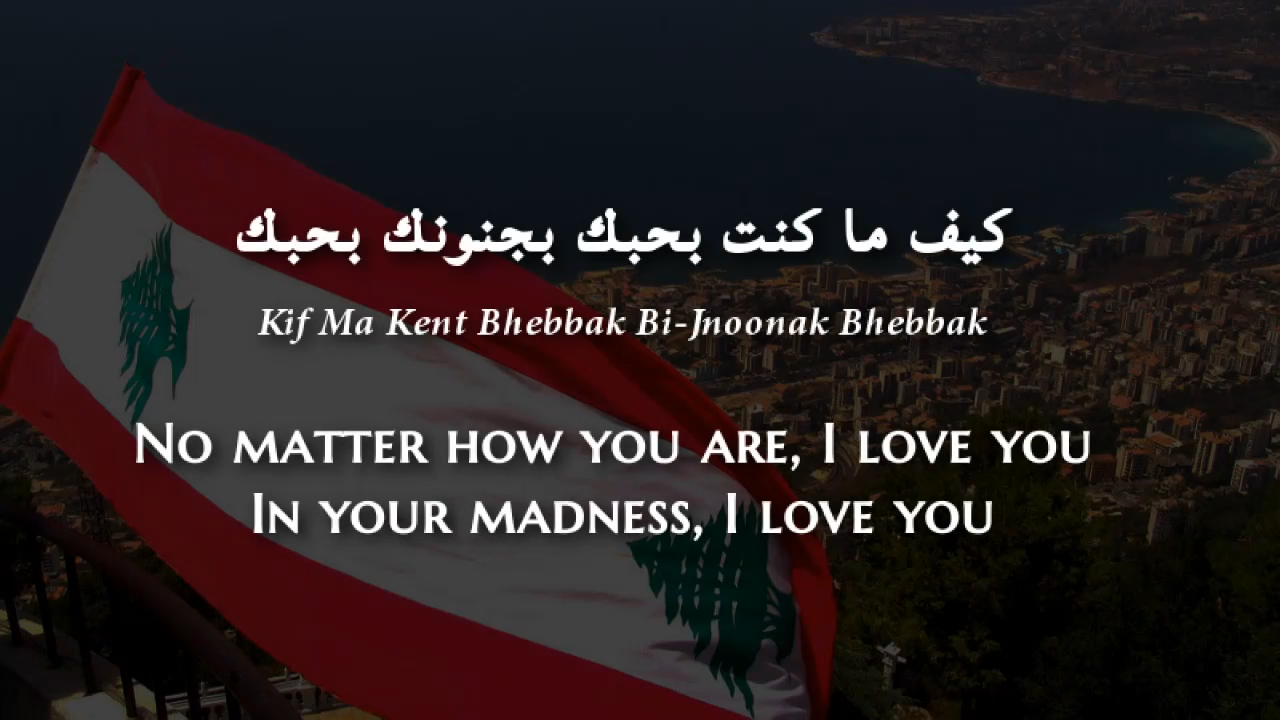 كيف ما كنت بحبك بجنونك بحبك
Kif Ma Kent Bhebbak Bi-Jnoonak Bhebbak
No matter how you are, I love you
In your madness, I love you